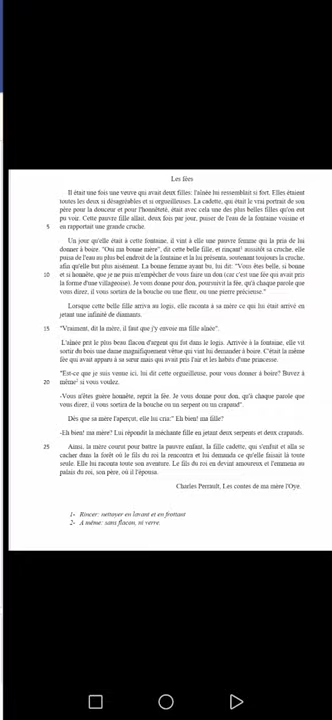 Les fées
Il était une fois une veuve qui avait deux filles: l'aînée lui ressemblait si fort. Elles étaient
toutes les deux si désagréables et si orgueilleuses. La cadette, qui était le vrai portrait de son
père pour la douceur et pour l'honnêteté, était avec cela une des plus belles filles qu'on eut
pu voir. Cette pauvre fille allait, deux fois par jour, puiser de l'eau de la fontaine voisine et
5 en rapportait une grande cruche.
Un jour qu'elle était à cette fontaine, il vint à elle une pauvre femme qui la pria de lui
donner à boire. "Oui ma bonne mère", dit cette belle fille, et rinçant¹ aussitôt sa cruche, elle
puisa de l'eau au plus bel endroit de la fontaine et la lui présenta, soutenant toujours la cruche,
afin qu'elle but plus aisément. La bonne femme ayant bu, lui dit: "Vous êtes belle, si bonne
10 et si honnête, que je ne puis m'empêcher de vous faire un don (car c'est une fée qui avait pris
la forme d'une villageoise). Je vous donne pour don, poursuivit la fée, qu'à chaque parole que
vous direz, il vous sortira de la bouche ou une fleur, ou une pierre précieuse."
Lorsque cette belle fille arriva au logis, elle raconta à sa mère ce qui lui était arrivé en
jetant une infinité de diamants.
15 "Vraiment, dit la mère, il faut que j'y envoie ma fille aînée".
L'aînée prit le plus beau flacon d'argent qui fut dans le logis. Arrivée à la fontaine, elle vit
sortir du bois une dame magnifiquement vêtue qui vint lui demander à boire. C'était la même
fée qui avait apparu à sa sœur mais qui avait pris l'air et les habits d'une princesse.
"Est-ce que je suis venue ici, lui dit cette orgueilleuse, pour vous donner à boire? Buvez à
20 même² si vous voulez.
-Vous n'êtes guère honnête, reprit la fée. Je vous donne pour don, qu'à chaque parole que
vous direz, il vous sortira de la bouche ou un serpent ou un crapaud".
Dès que sa mère l'aperçut, elle lui cria:" Eh bien! ma fille?
-Eh bien! ma mère? Lui répondit la méchante fille en jetant deux serpents et deux crapauds.
25 Ainsi, la mère courut pour battre la pauvre enfant, la fille cadette, qui s'enfuit et alla se
cacher dans la forêt où le fils du roi la rencontra et lui demanda ce qu'elle faisait là toute
seule. Elle lui raconta toute son aventure. Le fils du roi en devint amoureux et l'emmena au
palais du roi, son père, où il l'épousa.
Charles Perrault, Les contes de ma mère l'Oye.
1- Rincer: nettoyer en lavant et en frottant
2- A même: sans flacon, ni verre.